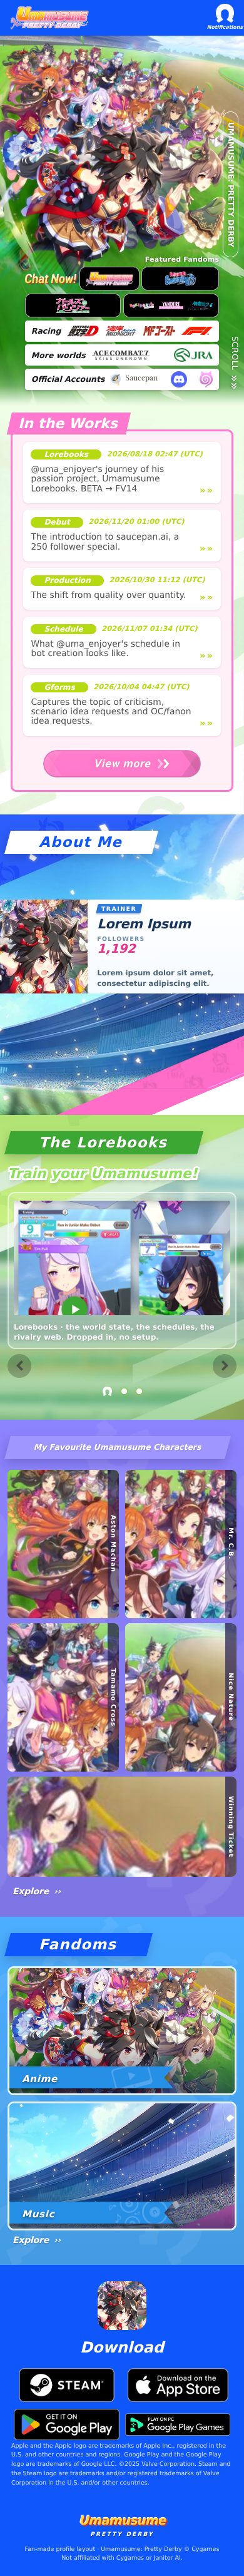 Umamusume
PRETTY DERBY
Notifications
UMAMUSUME: PRETTY DERBY
Featured Fandoms
Chat Now!
Umamusume
Racing
MFゴースト
F1
More worlds
ACE COMBAT 7
SKIES UNKNOWN
JRA
Official Accounts
Saucepan
SCROLL
In the Works
Lorebooks
2026/08/18 02:47 (UTC)
@uma_enjoyer's journey of his
passion project, Umamusume
Lorebooks. BETA → FV14
»»
Debut
2026/11/20 01:00 (UTC)
The introduction to saucepan.ai, a
250 follower special.
»»
Production
2026/10/30 11:12 (UTC)
The shift from quality over quantity.
»»
Schedule
2026/11/07 01:34 (UTC)
What @uma_enjoyer's schedule in
bot creation looks like.
»»
Gforms
2026/10/04 04:47 (UTC)
Captures the topic of criticism,
scenario idea requests and OC/fanon
idea requests.
»»
View more
About Me
TRAINER
Lorem Ipsum
FOLLOWERS
1,192
Lorem ipsum dolor sit amet,
consectetur adipiscing elit.
The Lorebooks
Train your Umamusume!
Lorebooks · the world state, the schedules, the
rivalry web. Dropped in, no setup.
My Favourite Umamusume Characters
Aston Machan
Mr. C.B.
Tamamo Cross
Nice Nature
Winning Ticket
Explore ››
Fandoms
Anime
Music
Explore ››
Download
STEAM
Download on the
App Store
GET IT ON
Google Play
PLAY ON PC
Google Play Games
Apple and the Apple logo are trademarks of Apple Inc., registered in the
U.S. and other countries and regions. Google Play and the Google Play
logo are trademarks of Google LLC. ©2025 Valve Corporation. Steam and
the Steam logo are trademarks and/or registered trademarks of Valve
Corporation in the U.S. and/or other countries.
Umamusume
PRETTY DERBY
Fan-made profile layout · Umamusume: Pretty Derby © Cygames
Not affiliated with Cygames or Janitor AI.